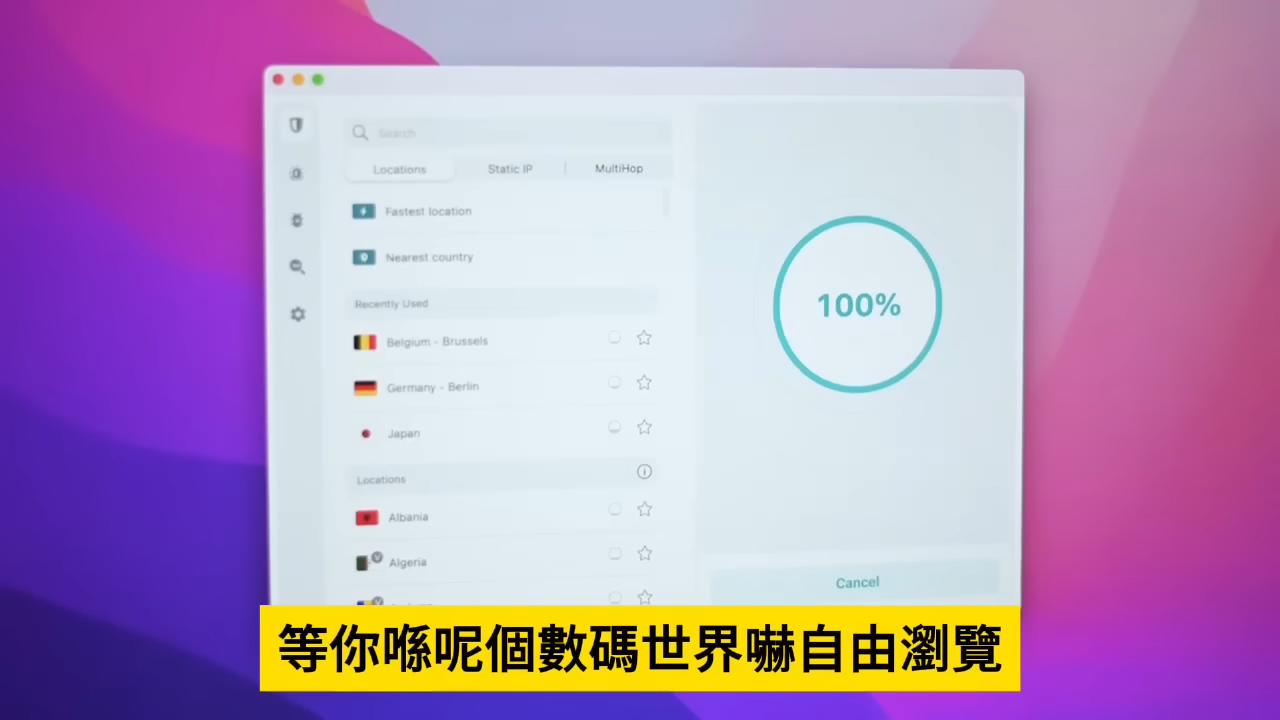 Search
Locations
Static IP
MultiHop
Fastest location
Nearest country
Recently Used
Belgium - Brussels
Germany - Berlin
Japan
Locations
Albania
Algeria
100%
Cancel
等你喺呢個數碼世界嚇自由瀏覽